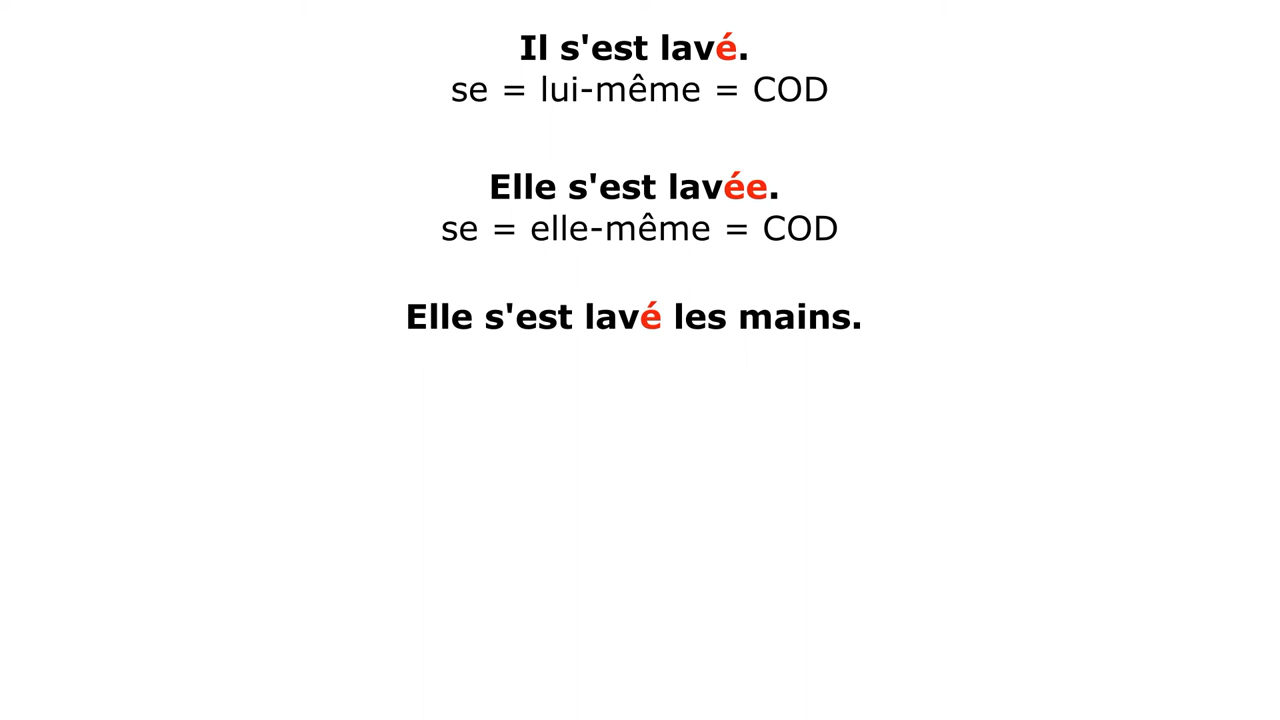 Il s'est lavé.
se = lui-même = COD
Elle s'est lavée.
se = elle-même = COD
Elle s'est lavé les mains.